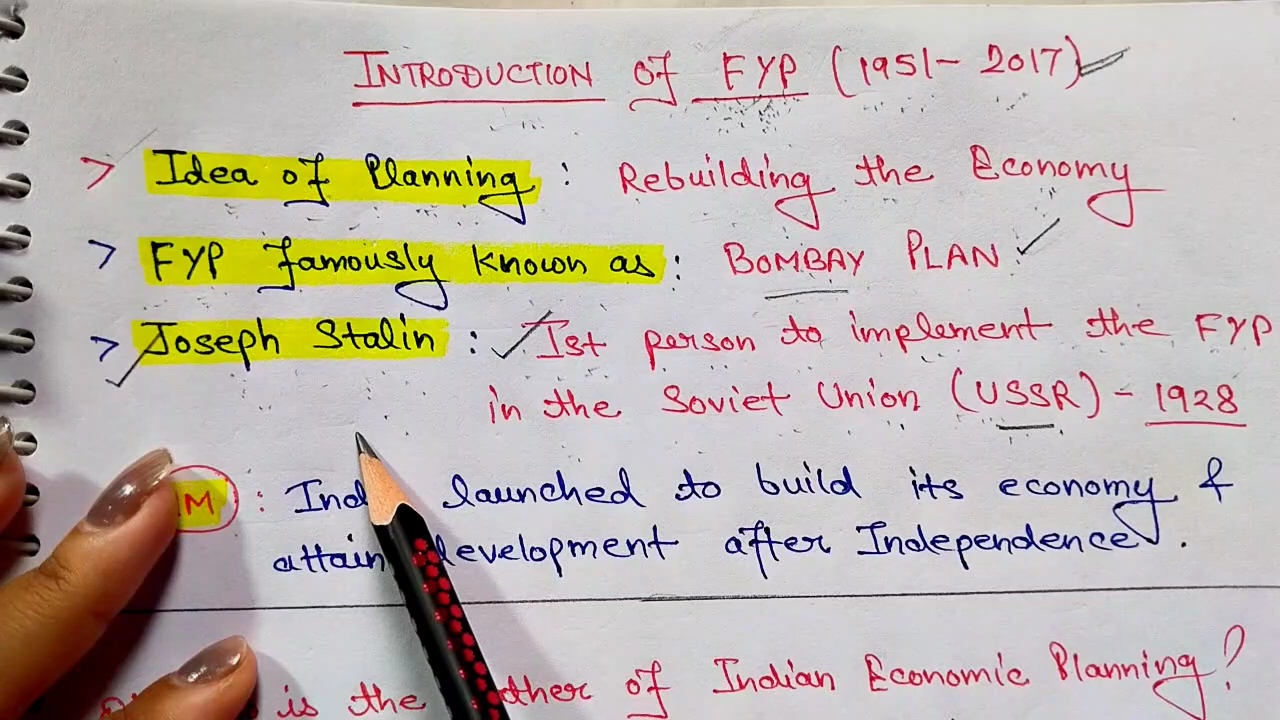 INTRODUCTION of FYP (1951- 2017)
> Idea of Planning : Rebuilding the Economy
> FYP famously known as : BOMBAY PLAN
> Joseph Stalin : Ist person to implement the FYP
in the Soviet Union (USSR) - 1928
: launched to build its economy &
attain development after Independence.
is the of Indian Economic Planning?